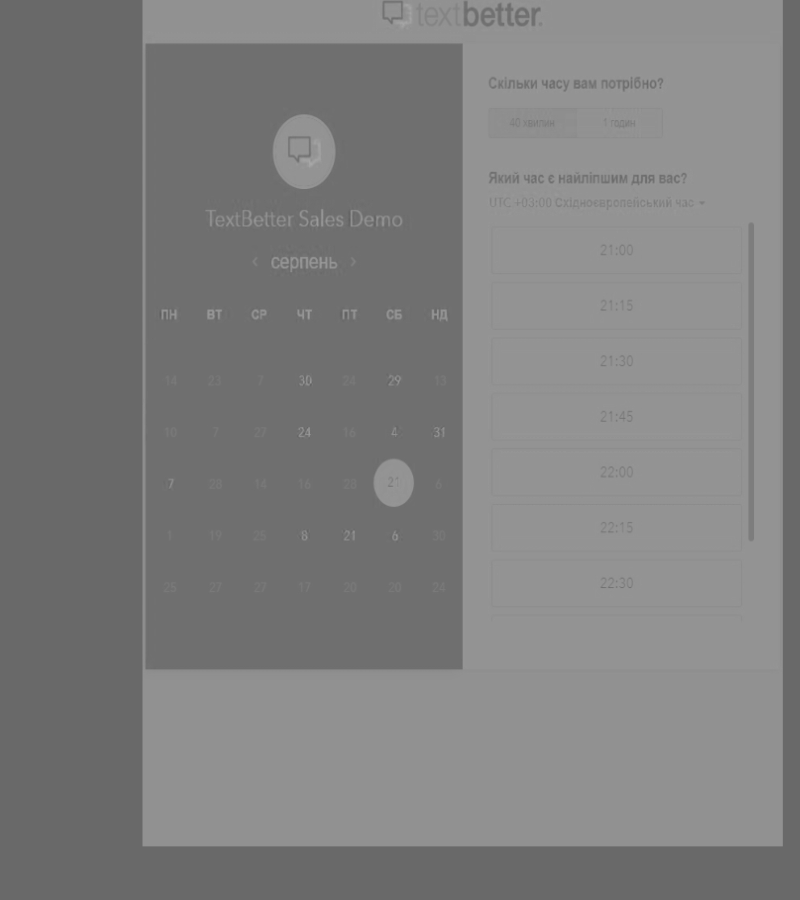 textbetter.
TextBetter Sales Demo
‹ серпень ›
ПН ВТ СР ЧТ ПТ СБ НД
14 23 7 30 24 29 13
10 7 27 24 16 4 31
7 28 14 16 28 21 6
1 19 25 8 21 6 30
25 27 27 17 20 20 24
Скільки часу вам потрібно?
40 хвилин 1 годин
Який час є найліпшим для вас?
UTC +03:00 Східноєвропейський час
21:00
21:15
21:30
21:45
22:00
22:15
22:30